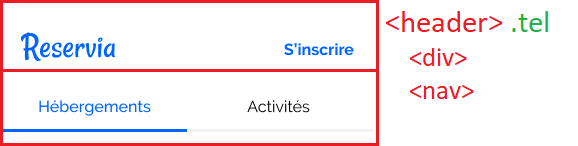 Reservia
S'inscrire
Hébergements
Activités
<header> .tel
<div>
<nav>